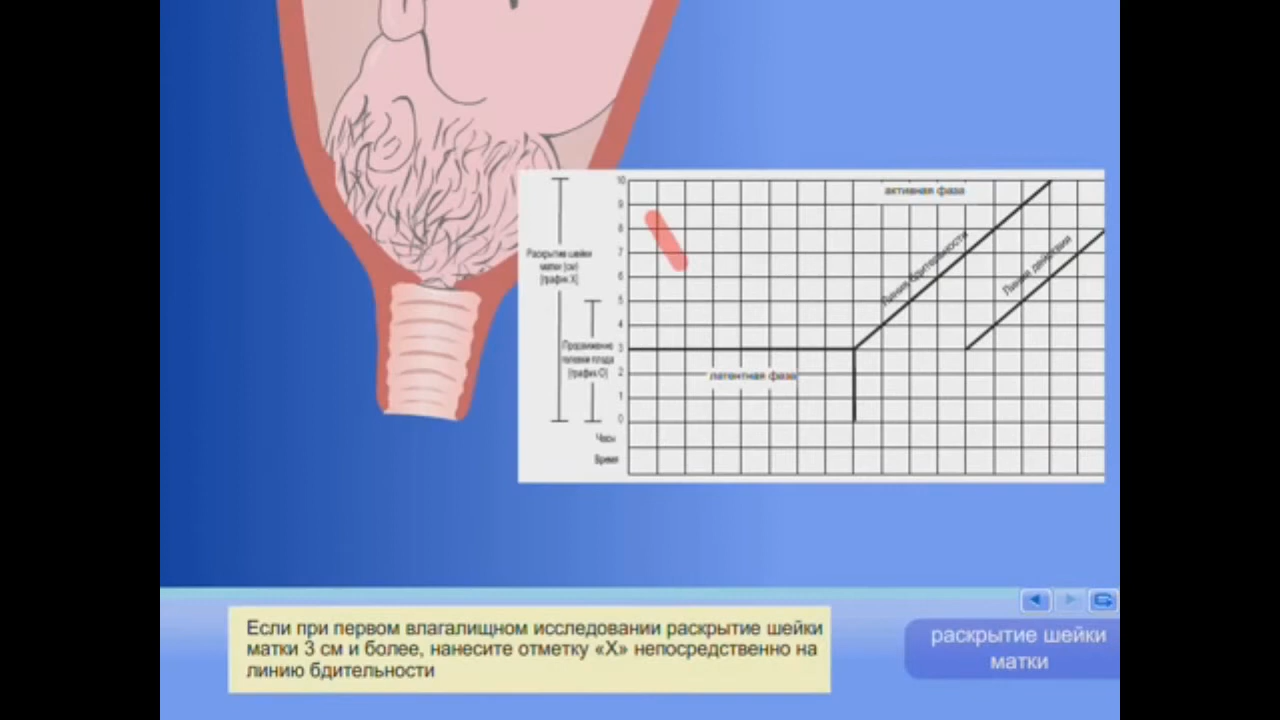 активная фаза
10
9
8
7
6
5
4
3
2
1
0
Линия бдительности
Линия действия
Раскрытие шейки
матки (см)
(график X)
Продвижение
головки плода
(график O)
латентная фаза
Часы
Время
Если при первом влагалищном исследовании раскрытие шейки
матки 3 см и более, нанесите отметку «X» непосредственно на
линию бдительности
раскрытие шейки
матки